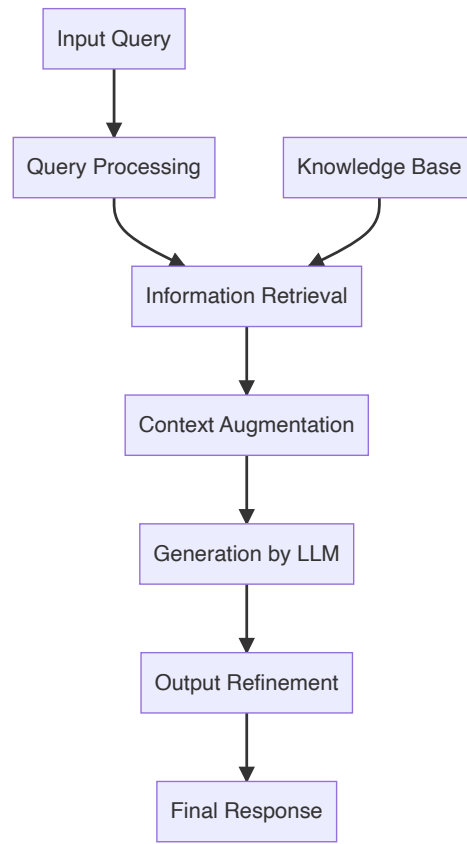 Input Query
Query Processing
Knowledge Base
Information Retrieval
Context Augmentation
Generation by LLM
Output Refinement
Final Response